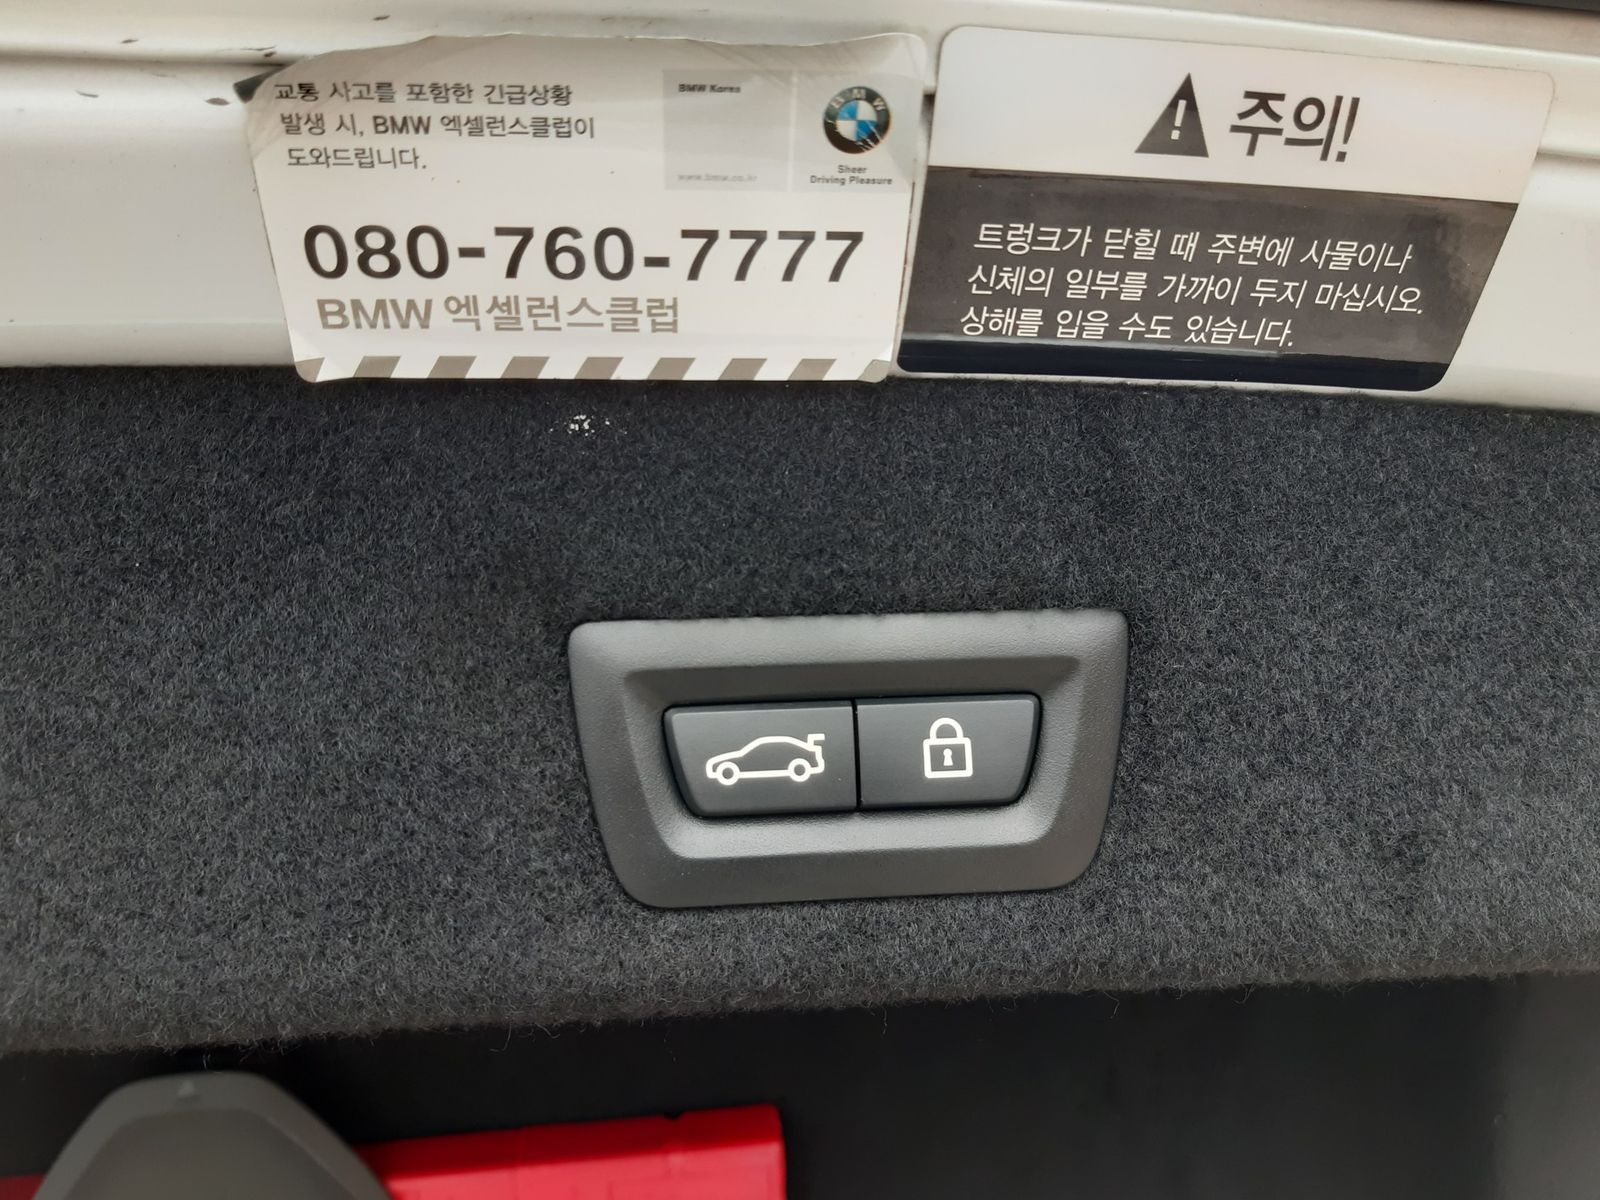 교통 사고를 포함한 긴급상황
발생 시, BMW 엑셀런스클럽이
도와드립니다.
BMW Korea
www.bmw.co.kr
BMW
Sheer
Driving Pleasure
080-760-7777
BMW 엑셀런스클럽
주의!
트렁크가 닫힐 때 주변에 사물이나
신체의 일부를 가까이 두지 마십시오.
상해를 입을 수도 있습니다.